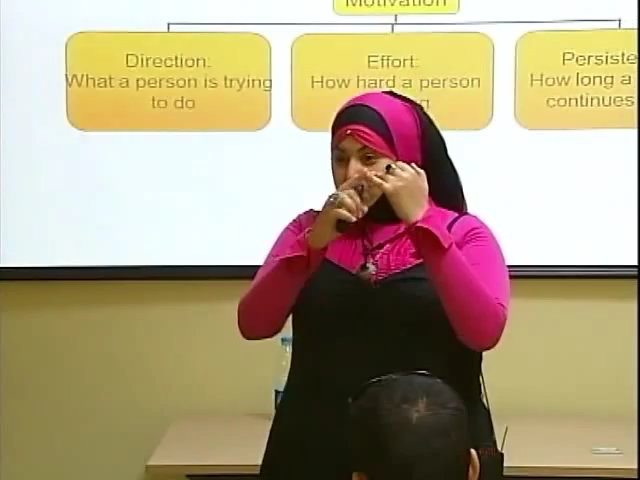 Motivation
Direction:
What a person is trying
to do
Effort:
How hard a person
Persiste
How long a
continues